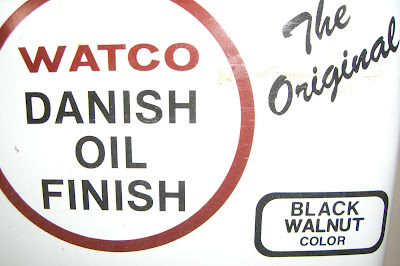 WATCO
DANISH
OIL
FINISH
The
Original
BLACK
WALNUT
COLOR